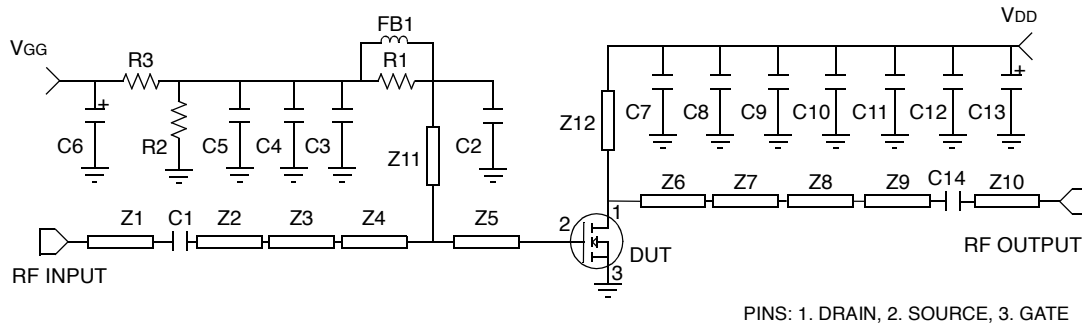 FB1
VDD
VGG
R3
R1
C6
R2
C5
C4
C3
C2
Z11
Z12
C7
C8
C9
C10
C11
C12
C13
Z6
Z7
Z8
Z9
C14
Z10
Z1
C1
Z2
Z3
Z4
Z5
2
1
3
DUT
RF INPUT
RF OUTPUT
PINS: 1. DRAIN, 2. SOURCE, 3. GATE